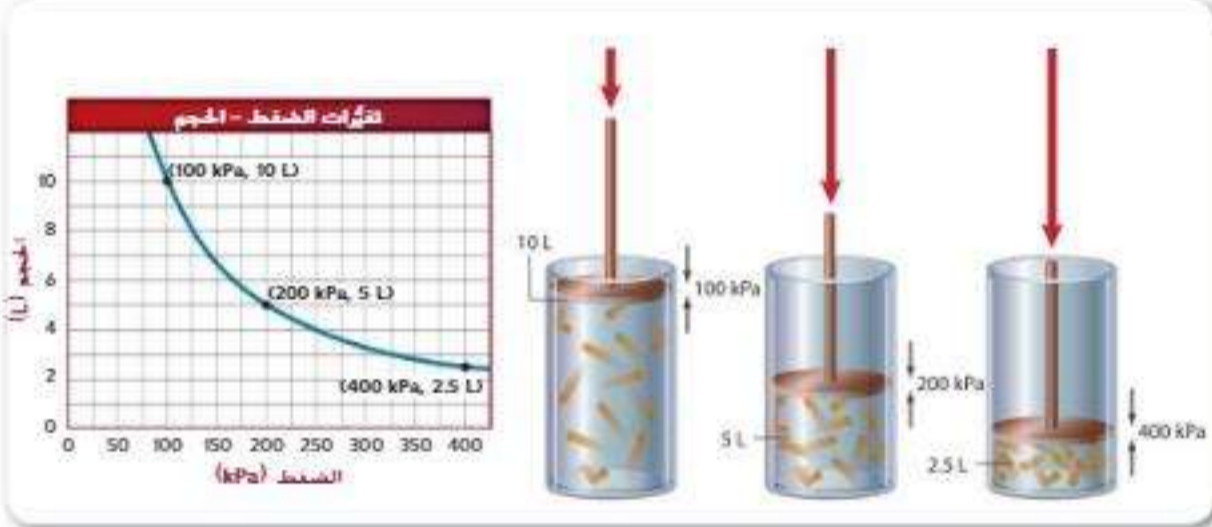 تغيُّرات الضغط – الحجم
(100 kPa, 10 L)
(200 kPa, 5 L)
(400 kPa, 2.5 L)
الحجم (L)
10
8
6
4
2
0
0 50 100 150 200 250 300 350 400
الضغط (kPa)
10 L
100 kPa
5 L
200 kPa
2.5 L
400 kPa